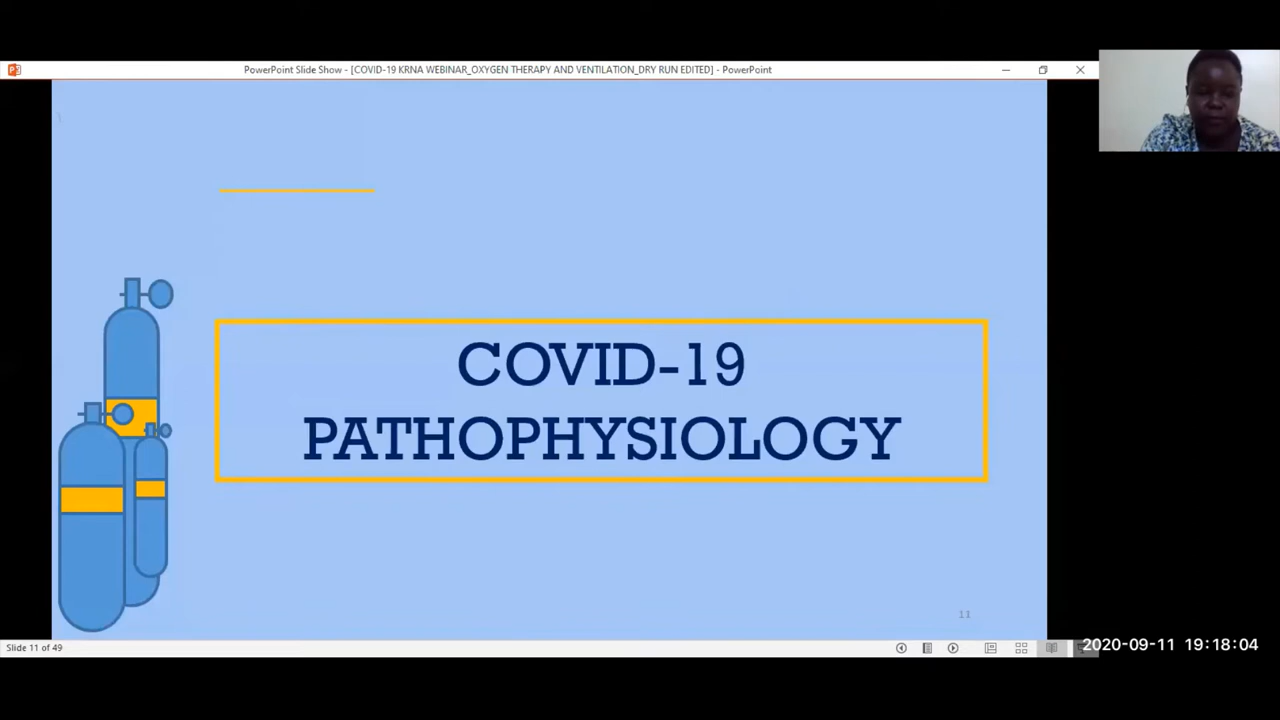 PowerPoint Slide Show - [COVID-19 KRNA WEBINAR_OXYGEN THERAPY AND VENTILATION_DRY RUN EDITED] - PowerPoint
COVID-19
PATHOPHYSIOLOGY
11
Slide 11 of 49
2020-09-11 19:18:04